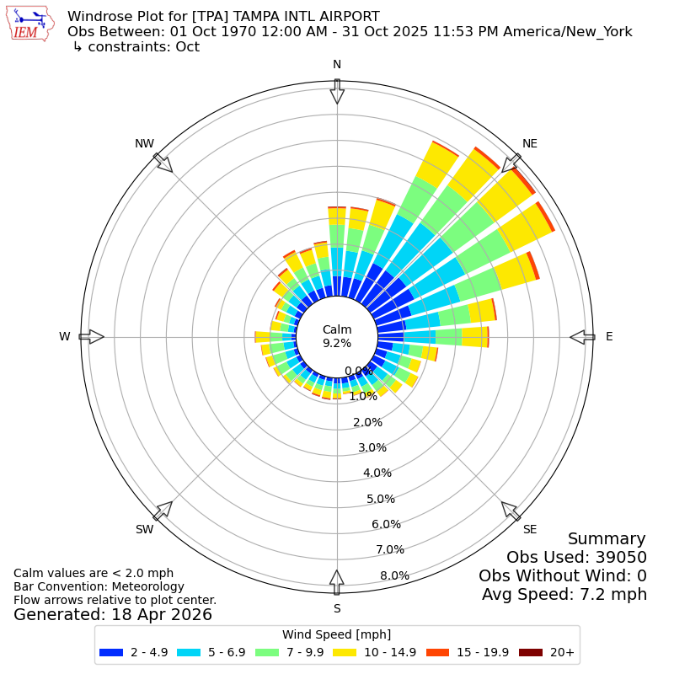 IEM
Windrose Plot for [TPA] TAMPA INTL AIRPORT
Obs Between: 01 Oct 1970 12:00 AM - 31 Oct 2025 11:53 PM America/New_York
↳ constraints: Oct
N
NW
NE
W
Calm
9.2%
E
0.0%
1.0%
2.0%
3.0%
4.0%
5.0%
6.0%
7.0%
8.0%
SW
SE
S
Summary
Obs Used: 39050
Obs Without Wind: 0
Avg Speed: 7.2 mph
Calm values are < 2.0 mph
Bar Convention: Meteorology
Flow arrows relative to plot center.
Generated: 18 Apr 2026
Wind Speed [mph]
2 - 4.9 5 - 6.9 7 - 9.9 10 - 14.9 15 - 19.9 20+